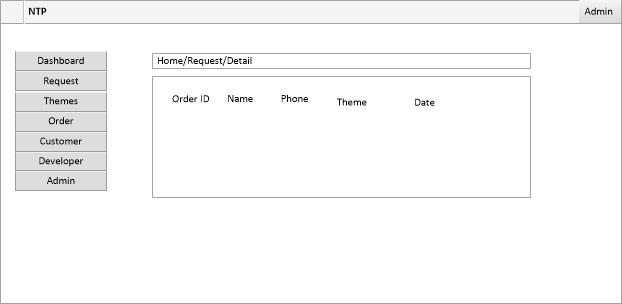 NTP
Admin
Dashboard
Request
Themes
Order
Customer
Developer
Admin
Home/Request/Detail
Order ID Name Phone Theme Date